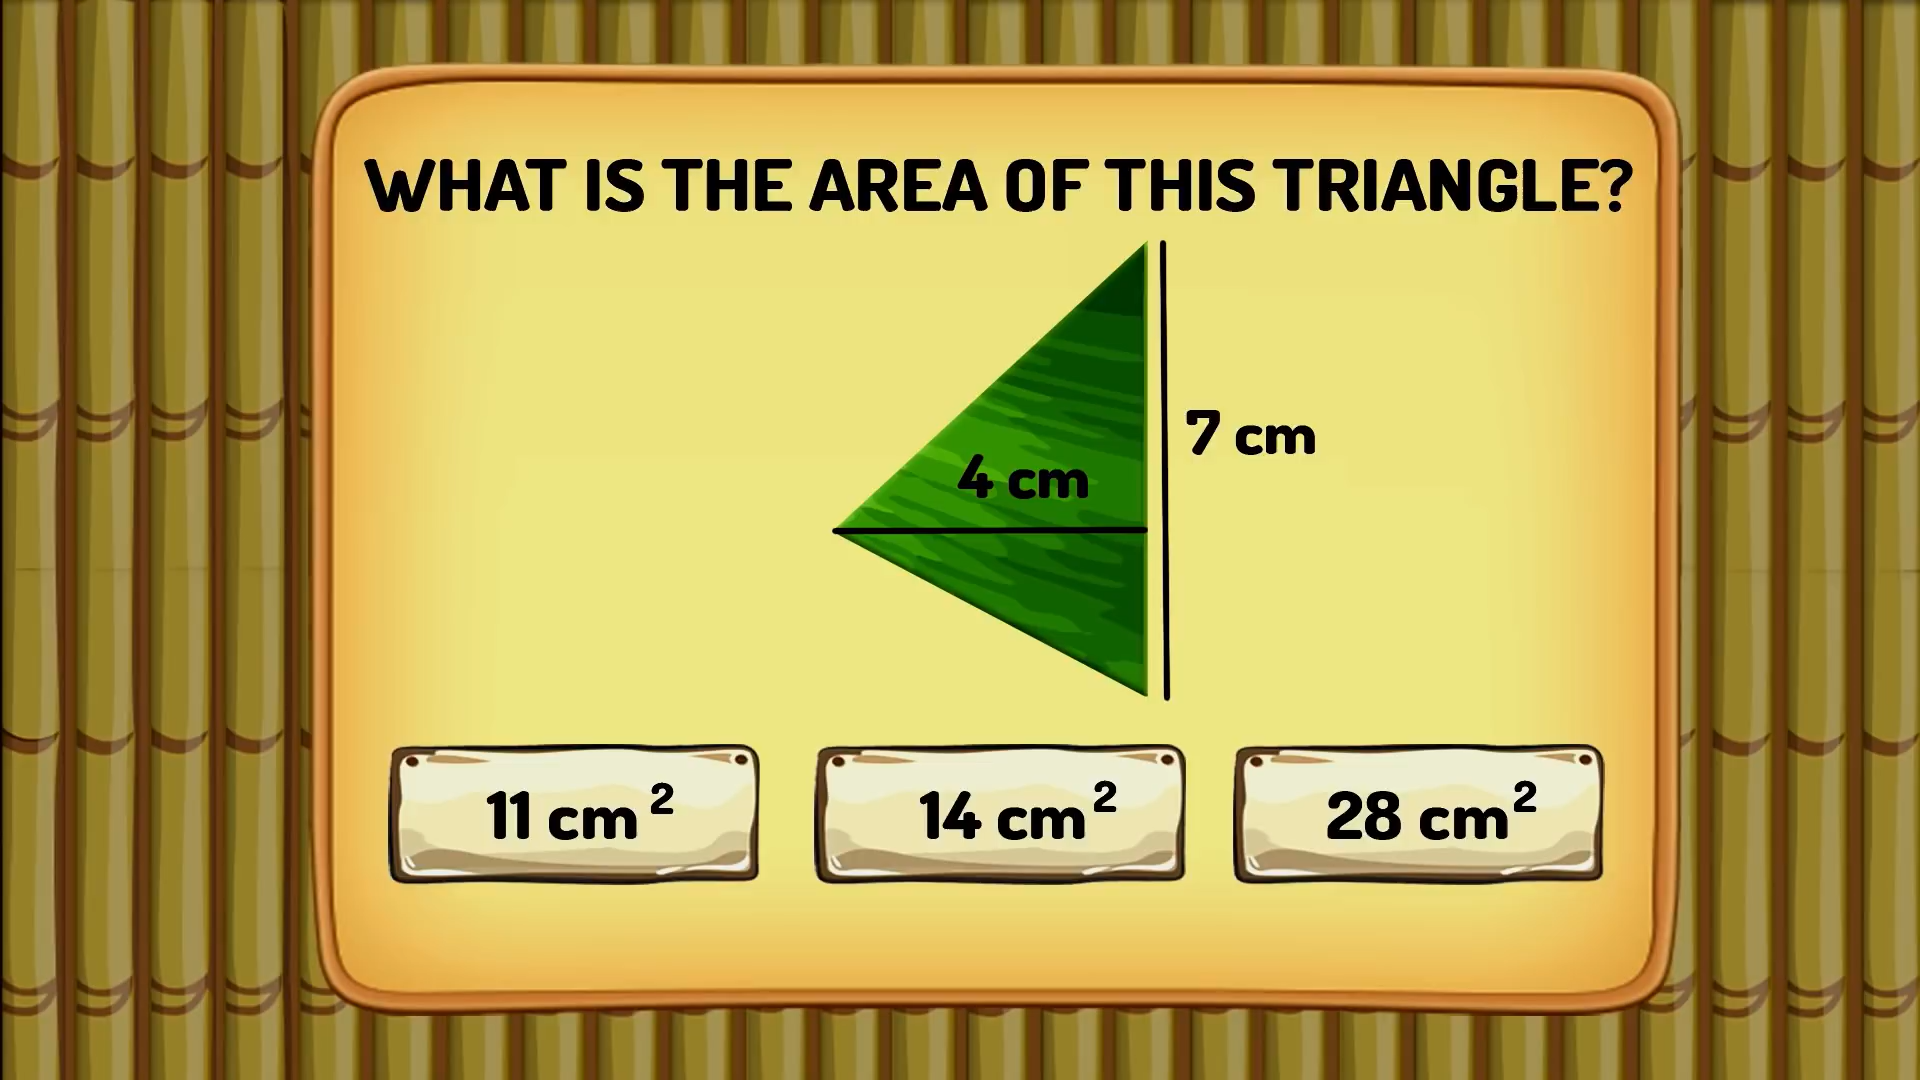 WHAT IS THE AREA OF THIS TRIANGLE?
7 cm
4 cm
11 cm²
14 cm²
28 cm²